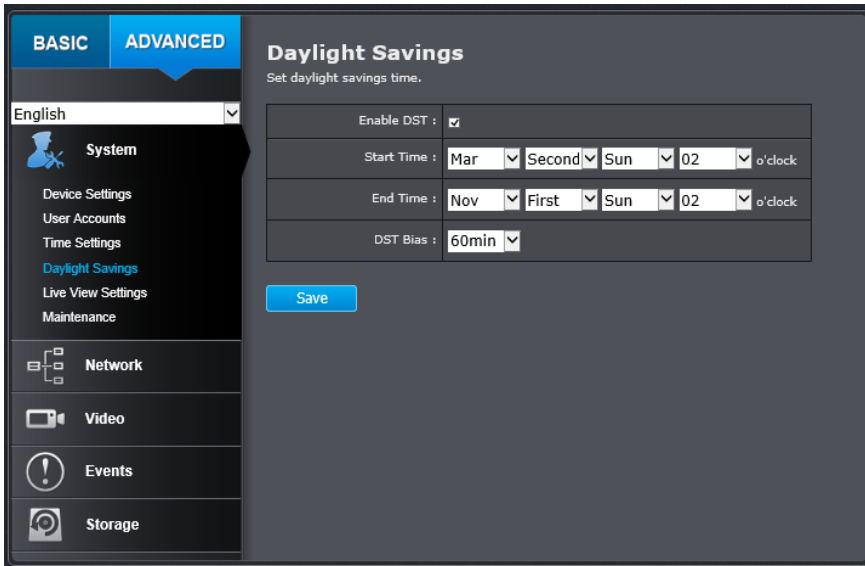 BASIC ADVANCED
English
System
Device Settings
User Accounts
Time Settings
Daylight Savings
Live View Settings
Maintenance
Network
Video
Events
Storage
Daylight Savings
Set daylight savings time.
Enable DST :
Start Time : Mar Second Sun 02 o'clock
End Time : Nov First Sun 02 o'clock
DST Bias : 60min
Save